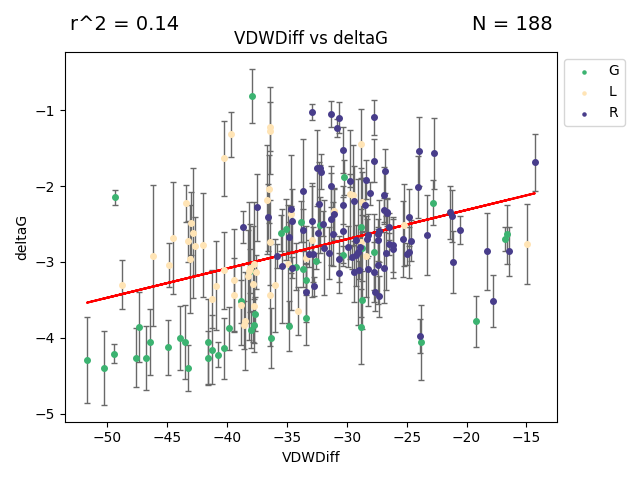 r^2 = 0.14 N = 188
VDWDiff vs deltaG
G
L
R
−1
−2
−3
−4
−5
deltaG
−50 −45 −40 −35 −30 −25 −20 −15
VDWDiff